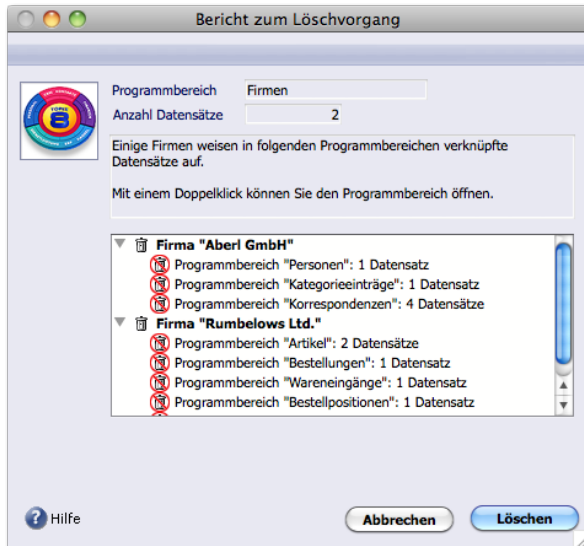 Bericht zum Löschvorgang
TOPIX
8
Programmbereich Firmen
Anzahl Datensätze 2
Einige Firmen weisen in folgenden Programmbereichen verknüpfte
Datensätze auf.
Mit einem Doppelklick können Sie den Programmbereich öffnen.
Firma "Aberl GmbH"
Programmbereich "Personen": 1 Datensatz
Programmbereich "Kategorieeinträge": 1 Datensatz
Programmbereich "Korrespondenzen": 4 Datensätze
Firma "Rumbelows Ltd."
Programmbereich "Artikel": 2 Datensätze
Programmbereich "Bestellungen": 1 Datensatz
Programmbereich "Wareneingänge": 1 Datensatz
Programmbereich "Bestellpositionen": 1 Datensatz
? Hilfe
Abbrechen
Löschen